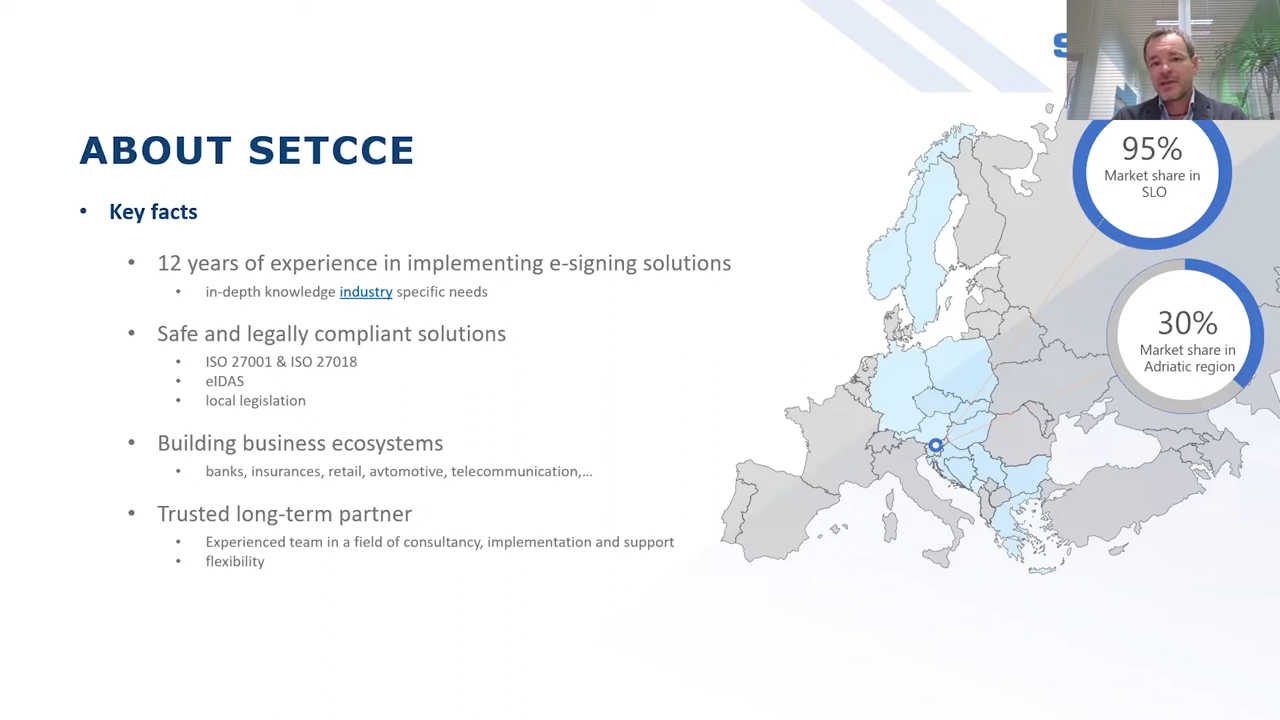 ABOUT SETCCE
• Key facts
• 12 years of experience in implementing e-signing solutions
• in-depth knowledge industry specific needs
• Safe and legally compliant solutions
• ISO 27001 & ISO 27018
• eIDAS
• local legislation
• Building business ecosystems
• banks, insurances, retail, avtomotive, telecommunication,...
• Trusted long-term partner
• Experienced team in a field of consultancy, implementation and support
• flexibility
95%
Market share in
SLO
30%
Market share in
Adriatic region